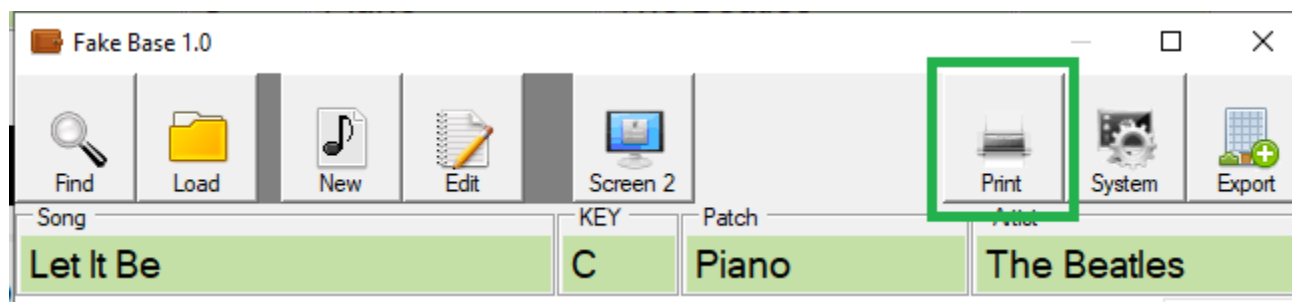 Fake Base 1.0
Find Load New Edit Screen 2 Print System Export
Song KEY Patch Artist
Let It Be C Piano The Beatles